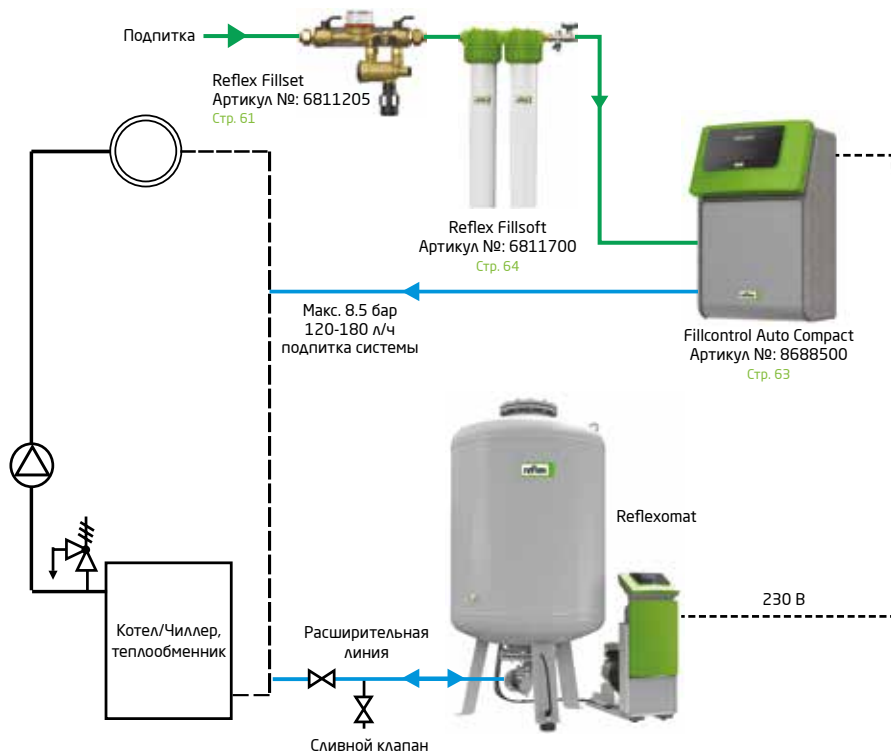 Подпитка
Reflex Fillset
Артикул №: 6811205
Стр. 61
Reflex Fillsoft
Артикул №: 6811700
Стр. 64
Макс. 8.5 бар
120-180 л/ч
подпитка системы
Fillcontrol Auto Compact
Артикул №: 8688500
Стр. 63
reflex
reflex
Reflexomat
230 В
Котел/Чиллер,
теплообменник
Расширительная
линия
Сливной клапан